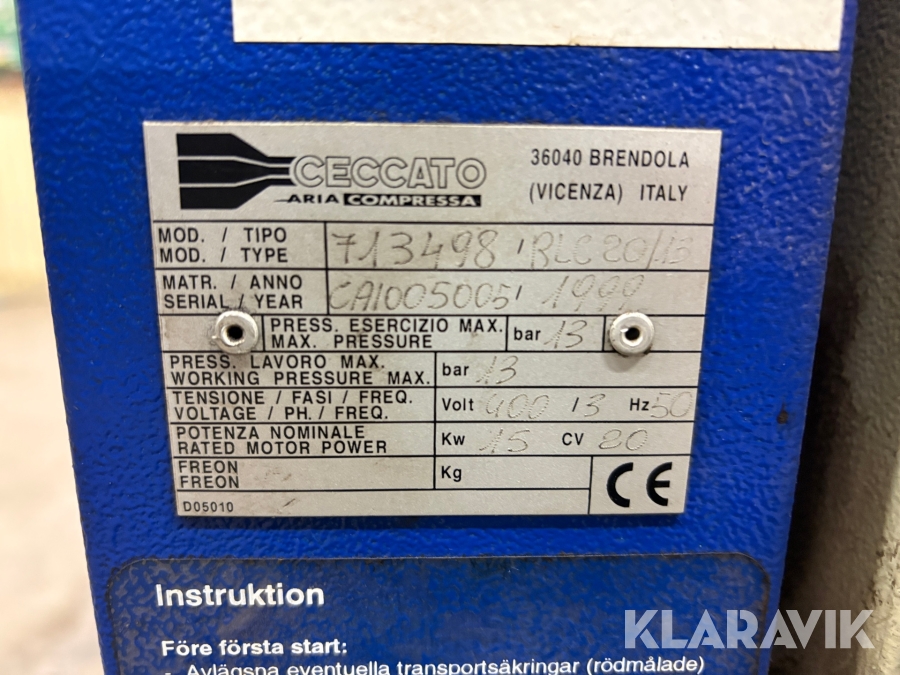 CECCATO
ARIA COMPRESSA
36040 BRENDOLA
(VICENZA) ITALY
MOD. / TIPO
MOD. / TYPE
713498 / RLC 20/13
MATR. / ANNO
SERIAL / YEAR
CAI005005 / 1999
PRESS. ESERCIZIO MAX.
MAX. PRESSURE
bar 13
PRESS. LAVORO MAX.
WORKING PRESSURE MAX.
bar 13
TENSIONE / FASI / FREQ.
VOLTAGE / PH. / FREQ.
Volt 400 / 3 Hz 50
POTENZA NOMINALE
RATED MOTOR POWER
Kw 15 CV 20
FREON
FREON
Kg
CE
D05010
Instruktion
Före första start:
- Avlägsna eventuella transportsäkringar (rödmålade)
KLARAVIK